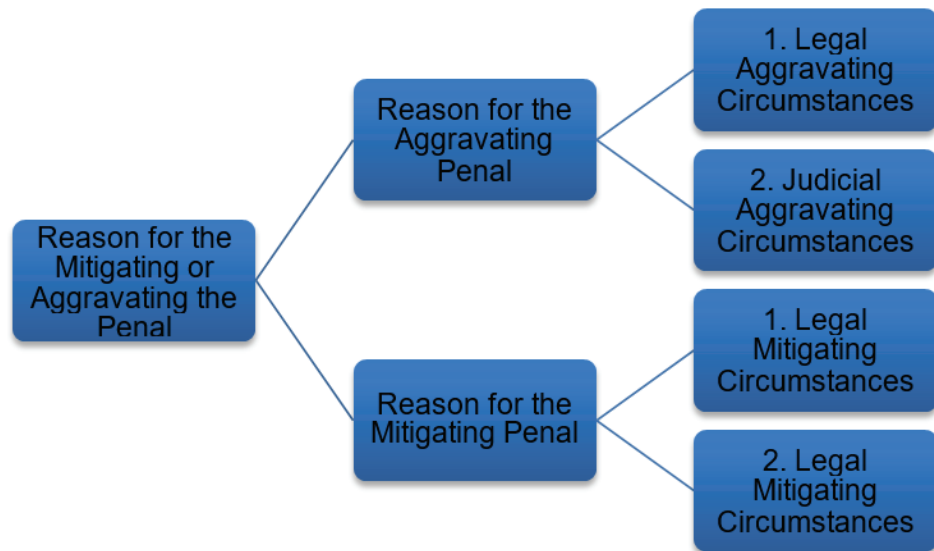 Reason for the
Mitigating or
Aggravating the
Penal
Reason for the
Aggravating
Penal
1. Legal
Aggravating
Circumstances
2. Judicial
Aggravating
Circumstances
Reason for the
Mitigating Penal
1. Legal
Mitigating
Circumstances
2. Legal
Mitigating
Circumstances